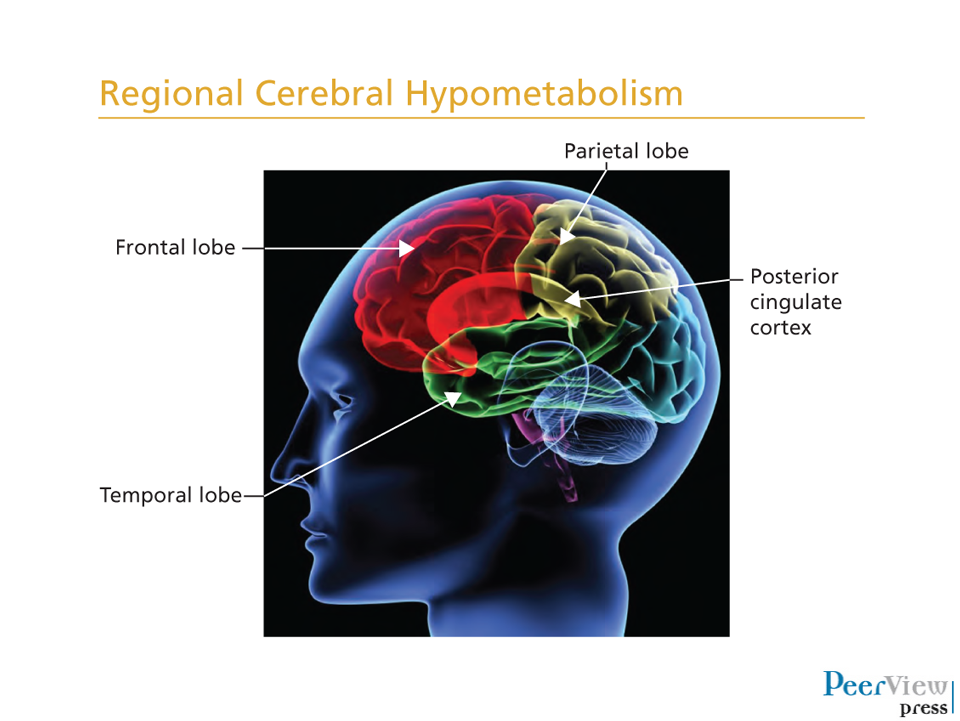 Regional Cerebral Hypometabolism
Parietal lobe
Frontal lobe
Posterior
cingulate
cortex
Temporal lobe
PeerView
press